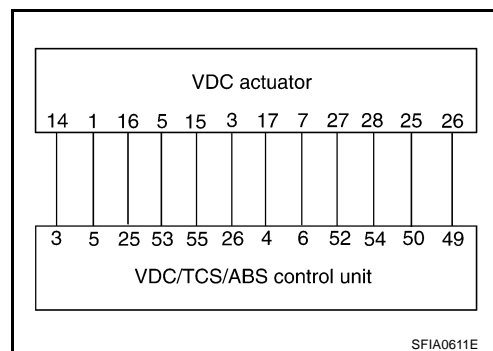 VDC actuator
14 1 16 5 15 3 17 7 27 28 25 26
3 5 25 53 55 26 4 6 52 54 50 49
VDC/TCS/ABS control unit
SFIA0611E